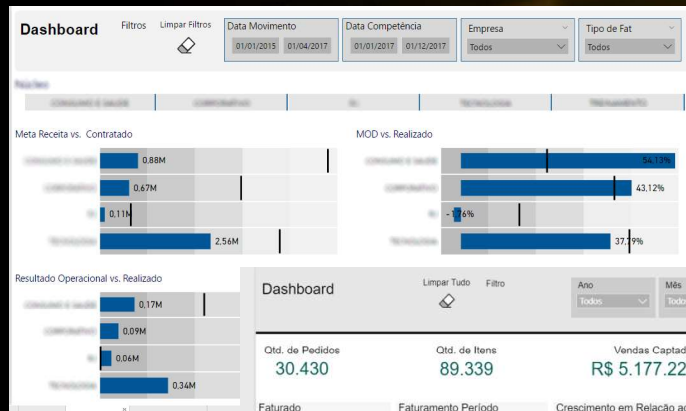 Dashboard
Filtros
Limpar Filtros
Data Movimento
01/01/2015 01/04/2017
Data Competência
01/01/2017 01/12/2017
Empresa
Todos
Tipo de Fat
Todos
Meta Receita vs. Contratado
0,88M
0,67M
0,11M
2,56M
MOD vs. Realizado
54,13%
43,12%
-1,76%
37,79%
Resultado Operacional vs. Realizado
0,17M
0,09M
0,06M
0,34M
Dashboard
Limpar Tudo
Filtro
Ano
Todos
Mês
Todo
Qtd. de Pedidos
30.430
Qtd. de Itens
89.339
Vendas Captad
R$ 5.177.22
Faturado
Faturamento Período
Crescimento em Relação ao